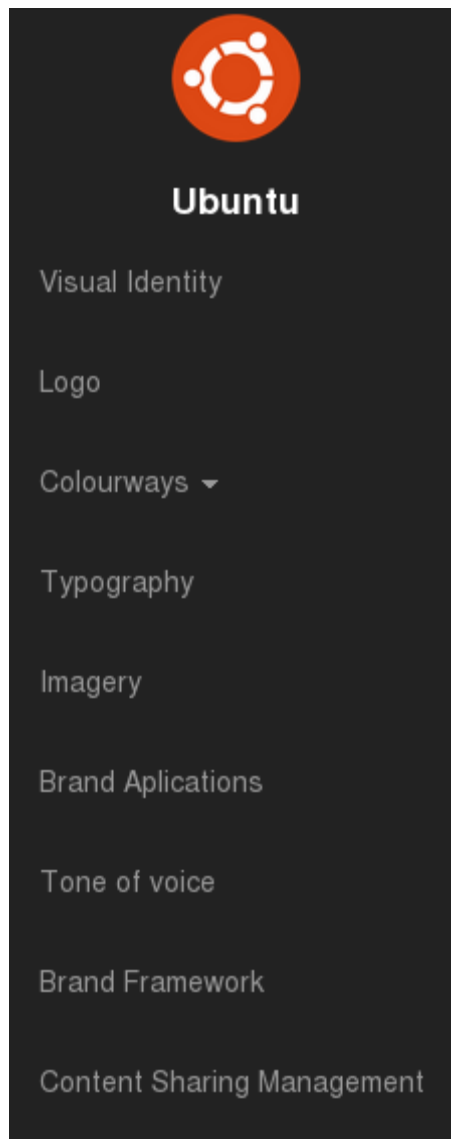 Ubuntu
Visual Identity
Logo
Colourways
Typography
Imagery
Brand Aplications
Tone of voice
Brand Framework
Content Sharing Management